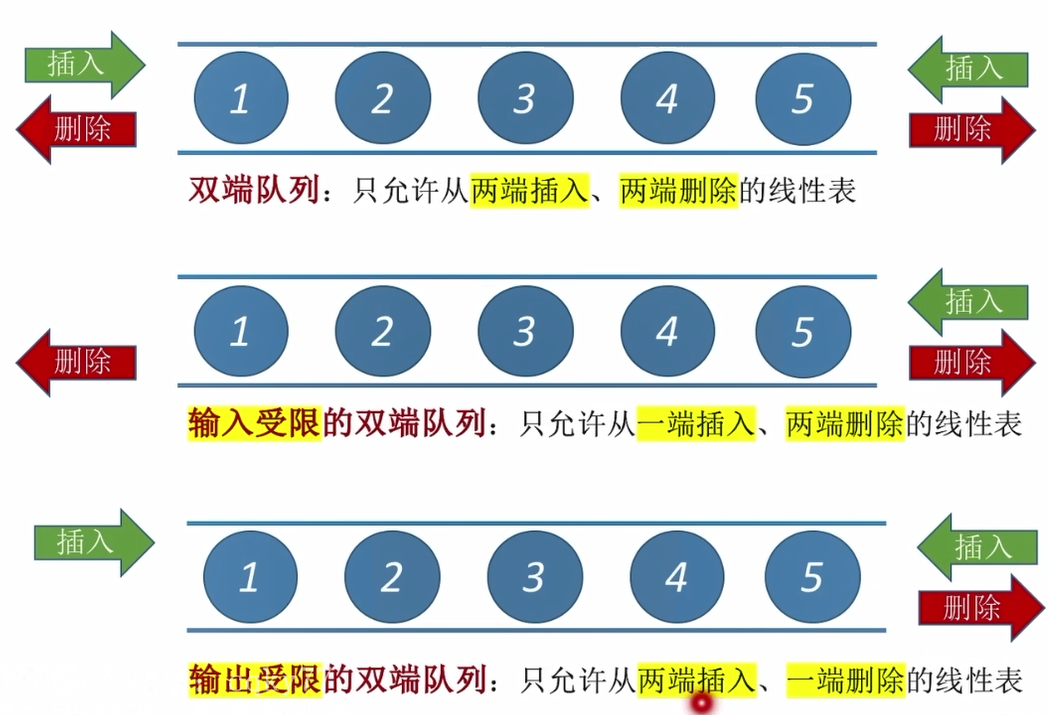 插入
1 2 3 4 5
插入
删除
删除
双端队列：只允许从两端插入、两端删除的线性表
1 2 3 4 5
插入
删除
删除
输入受限的双端队列：只允许从一端插入、两端删除的线性表
插入
1 2 3 4 5
插入
删除
输出受限的双端队列：只允许从两端插入、一端删除的线性表